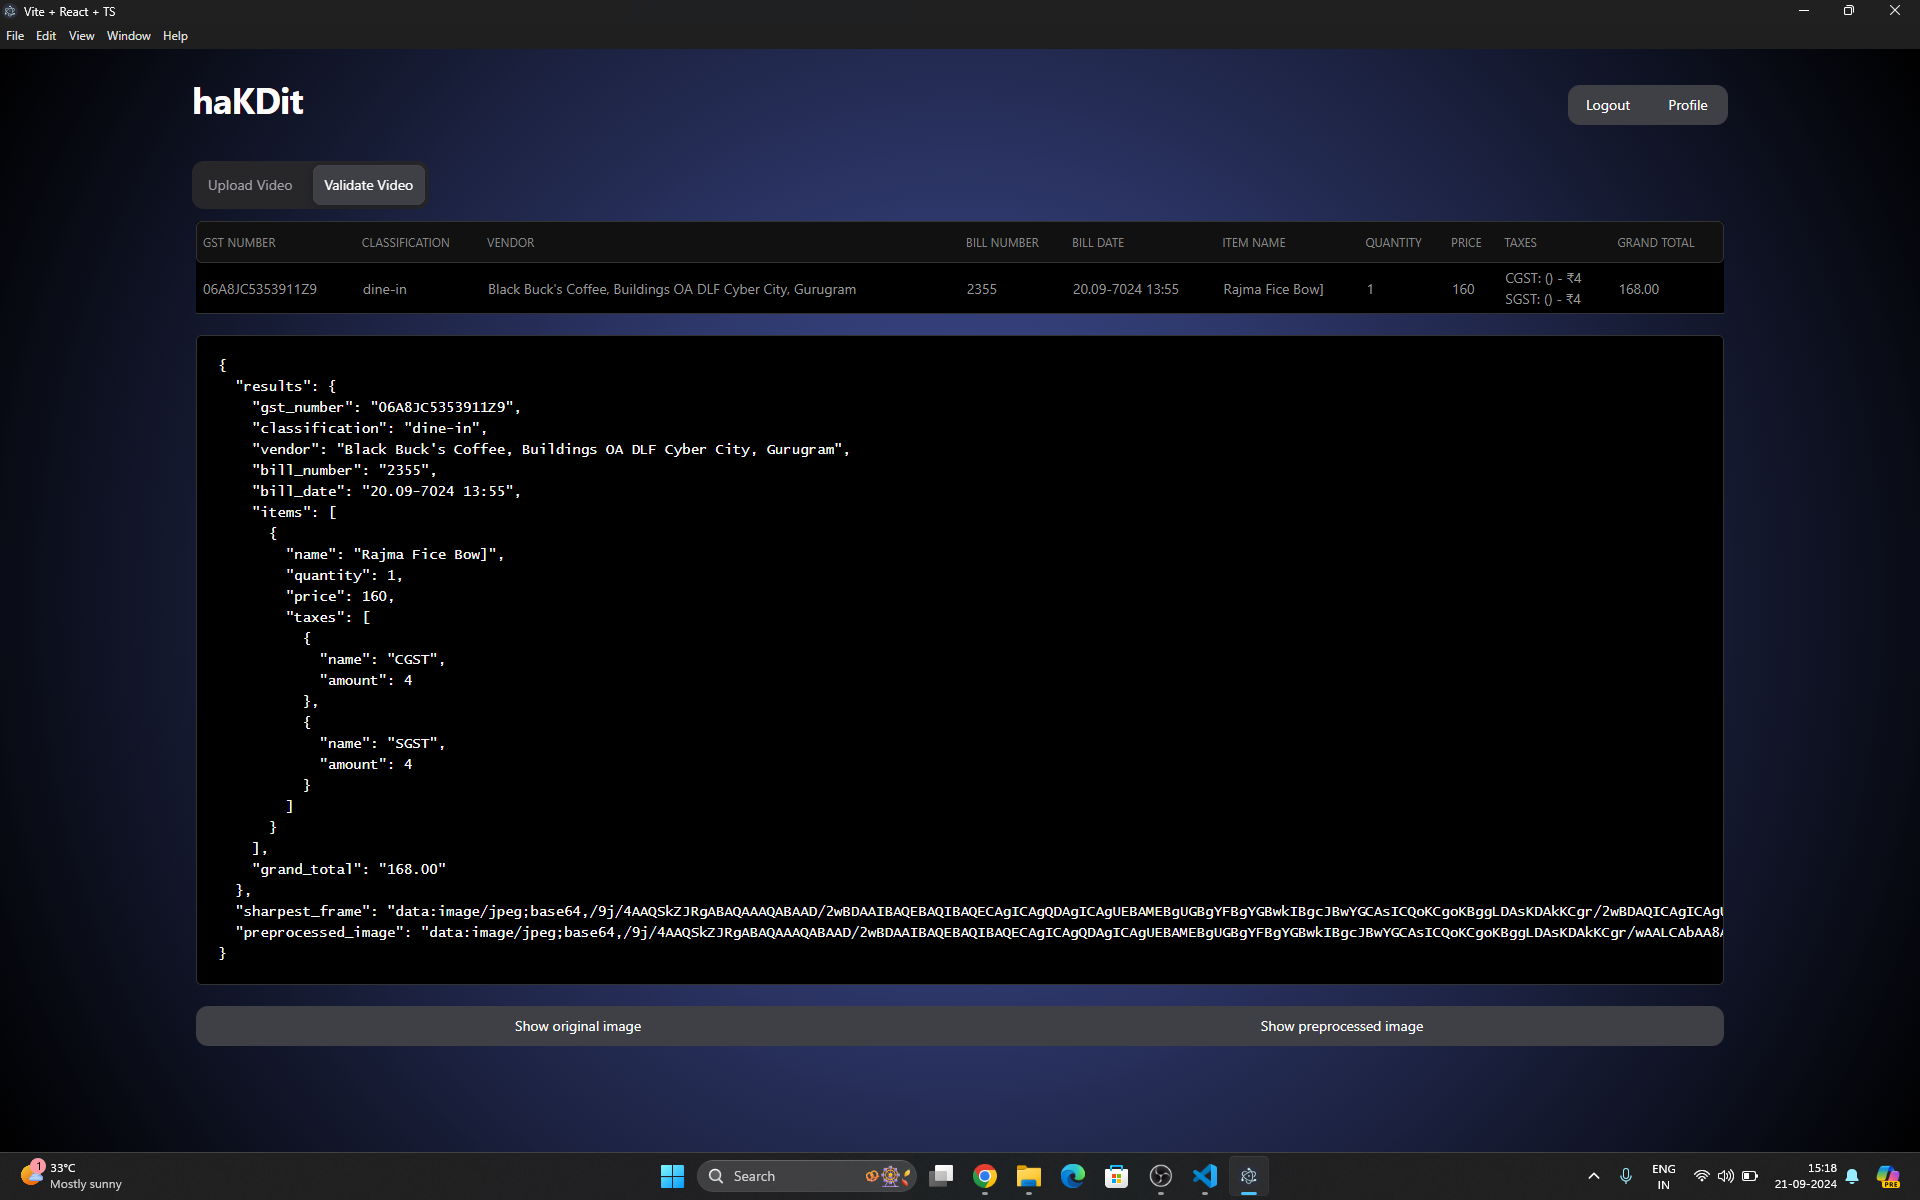 Vite + React + TS
File Edit View Window Help
haKDit
Logout Profile
Upload Video Validate Video
GST NUMBER CLASSIFICATION VENDOR BILL NUMBER BILL DATE ITEM NAME QUANTITY PRICE TAXES GRAND TOTAL
06A8JC5353911Z9 dine-in Black Buck's Coffee, Buildings OA DLF Cyber City, Gurugram 2355 20.09-7024 13:55 Rajma Fice Bow] 1 160 CGST: () - ₹4 168.00
SGST: () - ₹4
{
"results": {
"gst_number": "06A8JC5353911Z9",
"classification": "dine-in",
"vendor": "Black Buck's Coffee, Buildings OA DLF Cyber City, Gurugram",
"bill_number": "2355",
"bill_date": "20.09-7024 13:55",
"items": [
{
"name": "Rajma Fice Bow]",
"quantity": 1,
"price": 160,
"taxes": [
{
"name": "CGST",
"amount": 4
},
{
"name": "SGST",
"amount": 4
}
]
}
],
"grand_total": "168.00"
},
"sharpest_frame": "data:image/jpeg;base64,/9j/4AAQSkZJRgABAQAAAQABAAD/2wBDAAIBAQEBAQIBAQECAgICAgQDAgICAgUEBAMEBgUGBgYFBgYGBwkIBgcJBwYGCAsICQoKCgoKBggLDAsKDAkKCgr/2wBDAQICAgICAgU
"preprocessed_image": "data:image/jpeg;base64,/9j/4AAQSkZJRgABAQAAAQABAAD/2wBDAAIBAQEBAQIBAQECAgICAgQDAgICAgUEBAMEBgUGBgYFBgYGBwkIBgcJBwYGCAsICQoKCgoKBggLDAsKDAkKCgr/wAALCAbAA8A
}
Show original image Show preprocessed image
1
33°C
Mostly sunny
Search
PRE
ENG
IN
15:18
21-09-2024